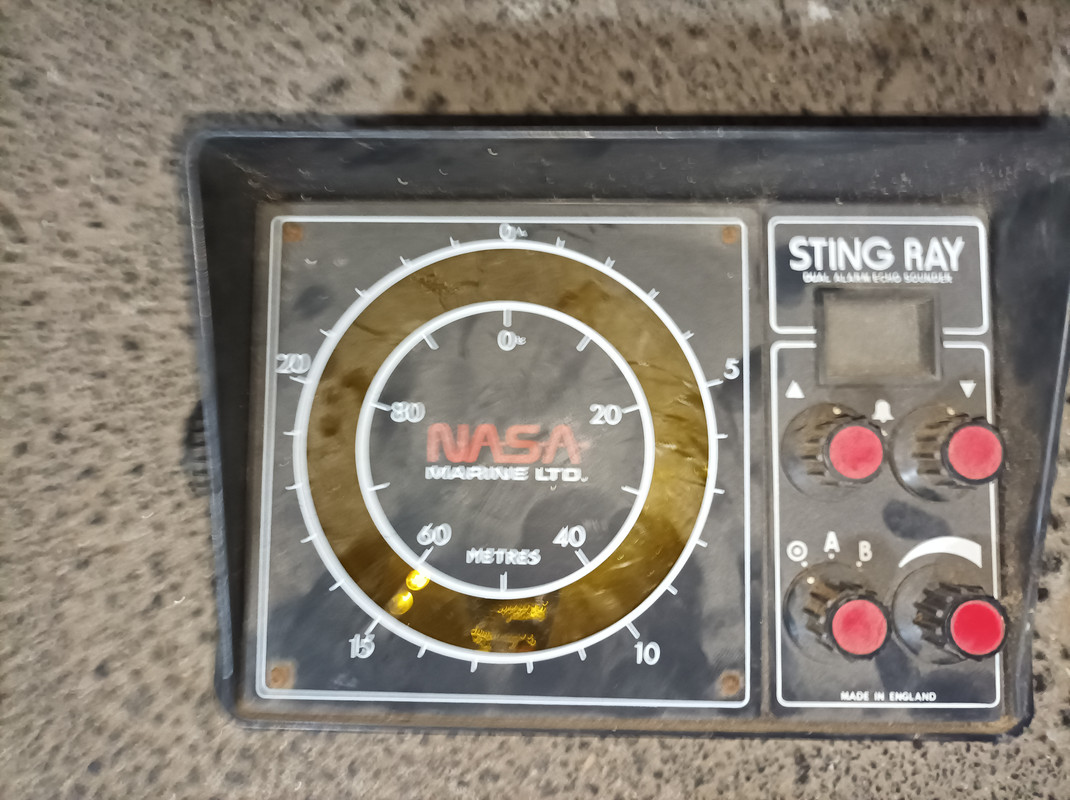 0
5
10
15
20
0
20
40
60
80
NASA
MARINE LTD.
METRES
STING RAY
DUAL ALARM ECHO SOUNDER
A B
MADE IN ENGLAND